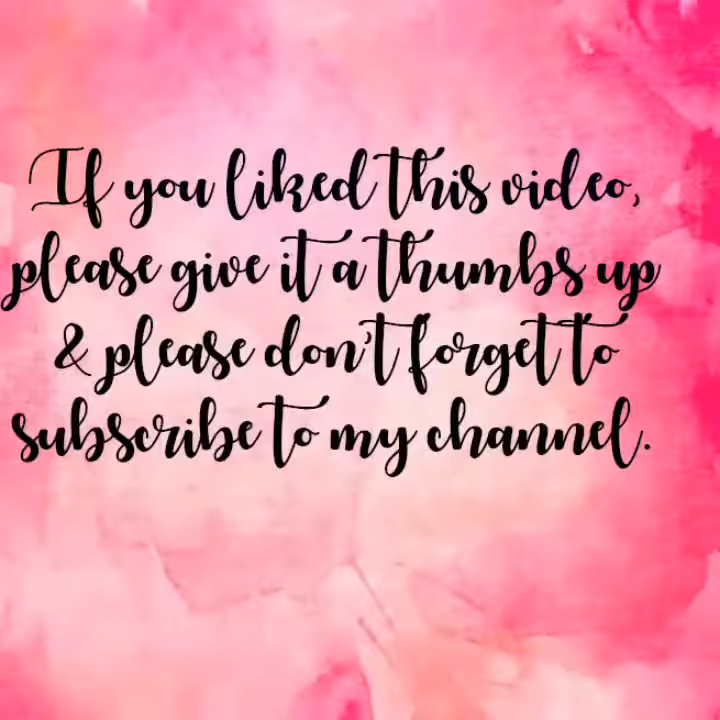 If you liked this video,
please give it a thumbs up
& please don't forget to
subscribe to my channel.